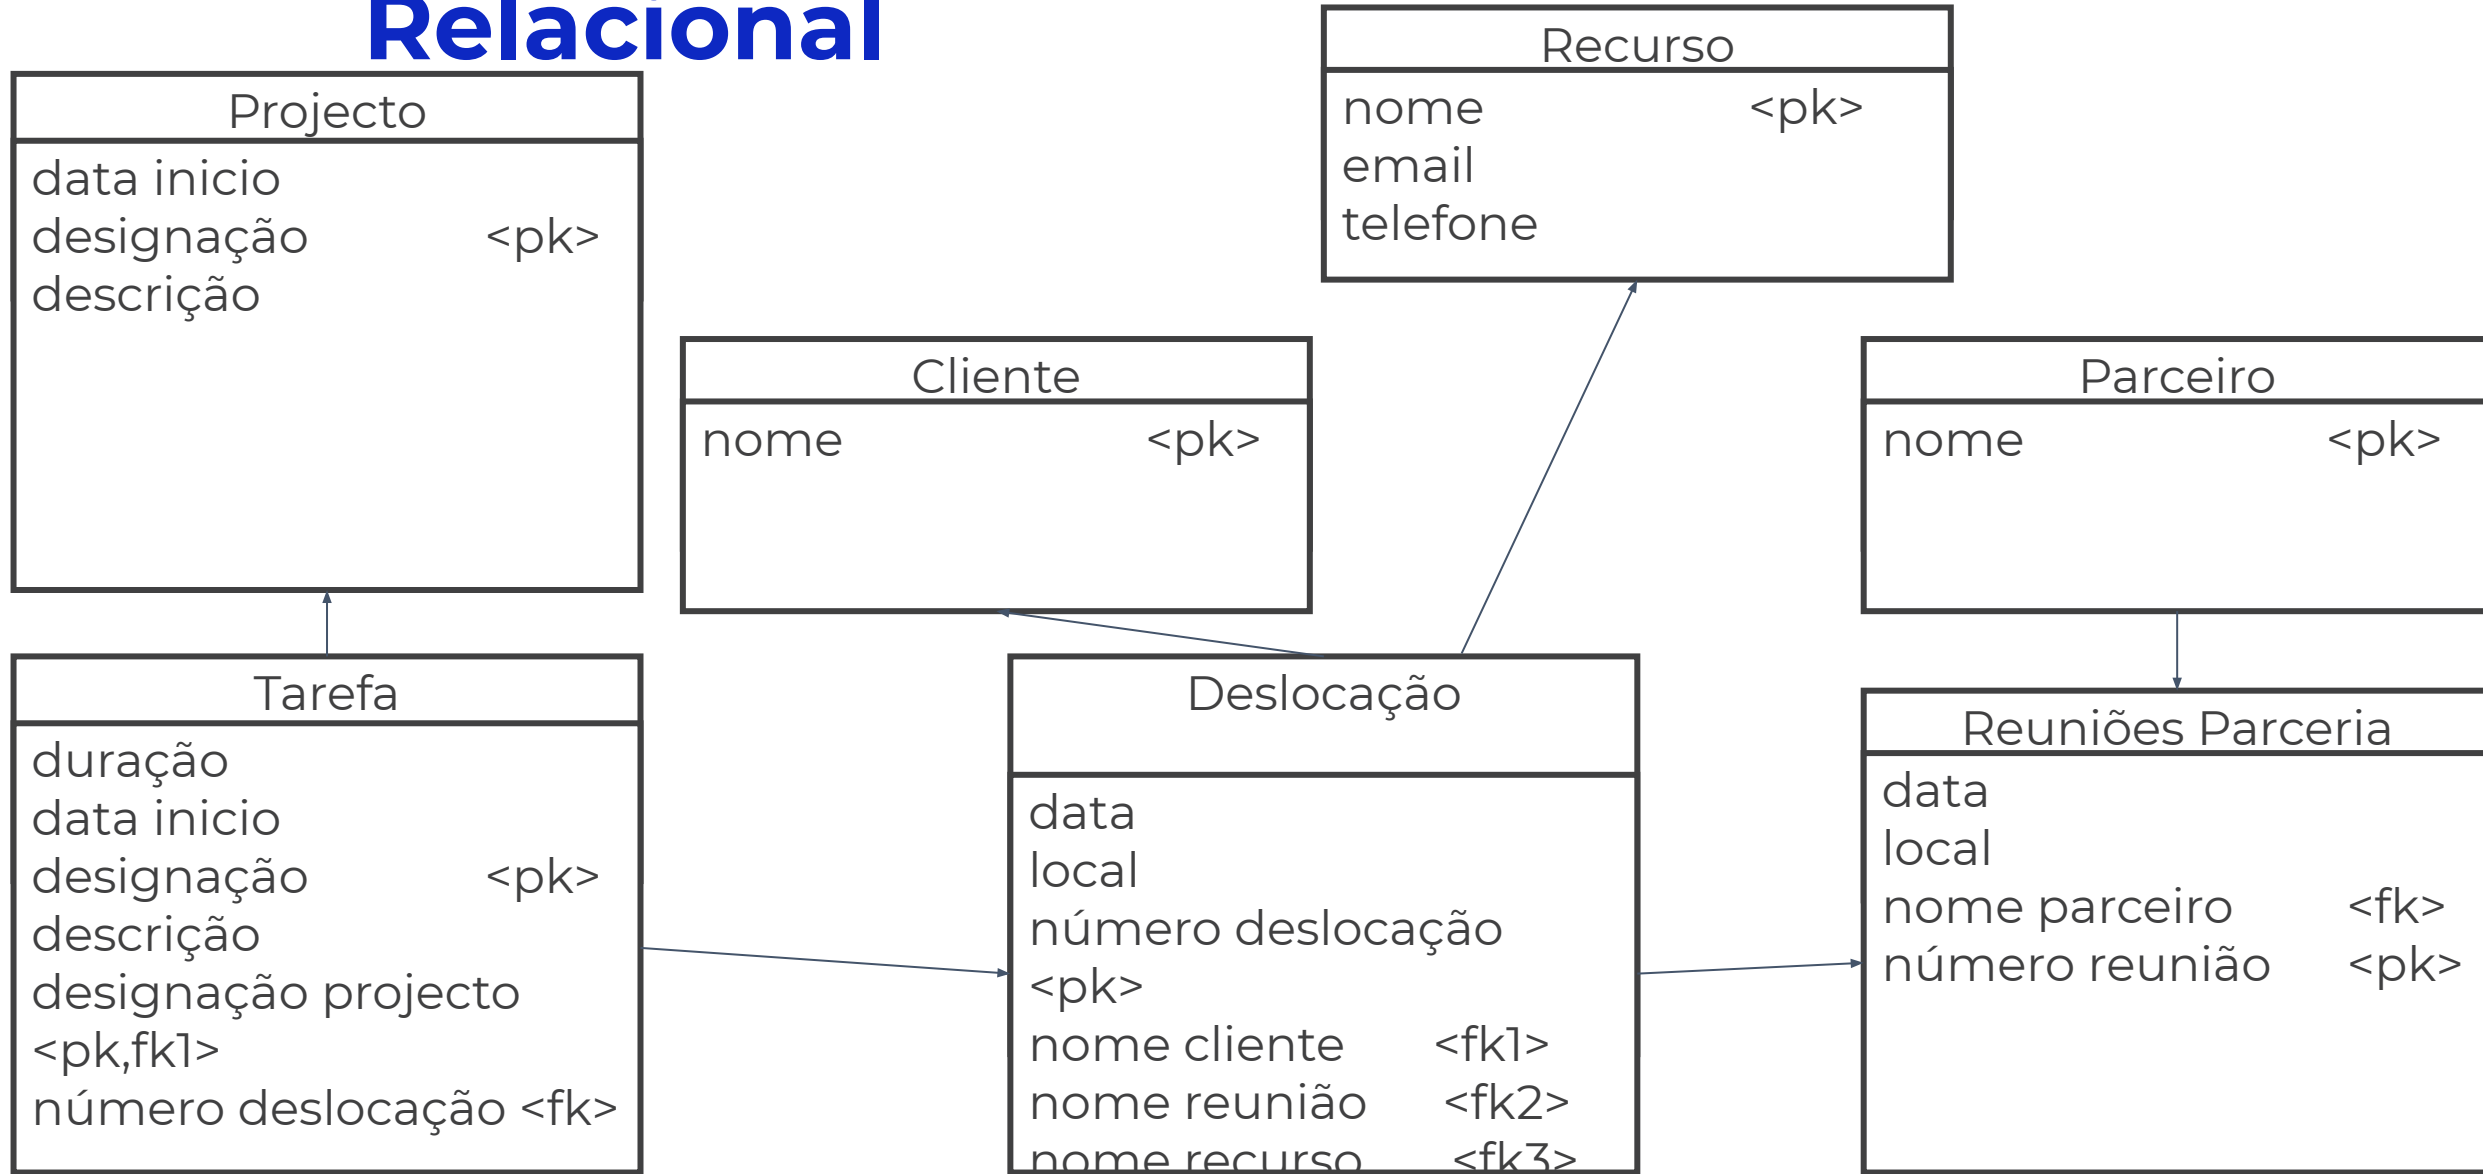 Relacional
Projecto
data inicio
designação <pk>
descrição
Recurso
nome <pk>
email
telefone
Cliente
nome <pk>
Parceiro
nome <pk>
Tarefa
duração
data inicio
designação <pk>
descrição
designação projecto
<pk,fk1>
número deslocação <fk>
Deslocação
data
local
número deslocação
<pk>
nome cliente <fk1>
nome reunião <fk2>
nome recurso <fk3>
Reuniões Parceria
data
local
nome parceiro <fk>
número reunião <pk>